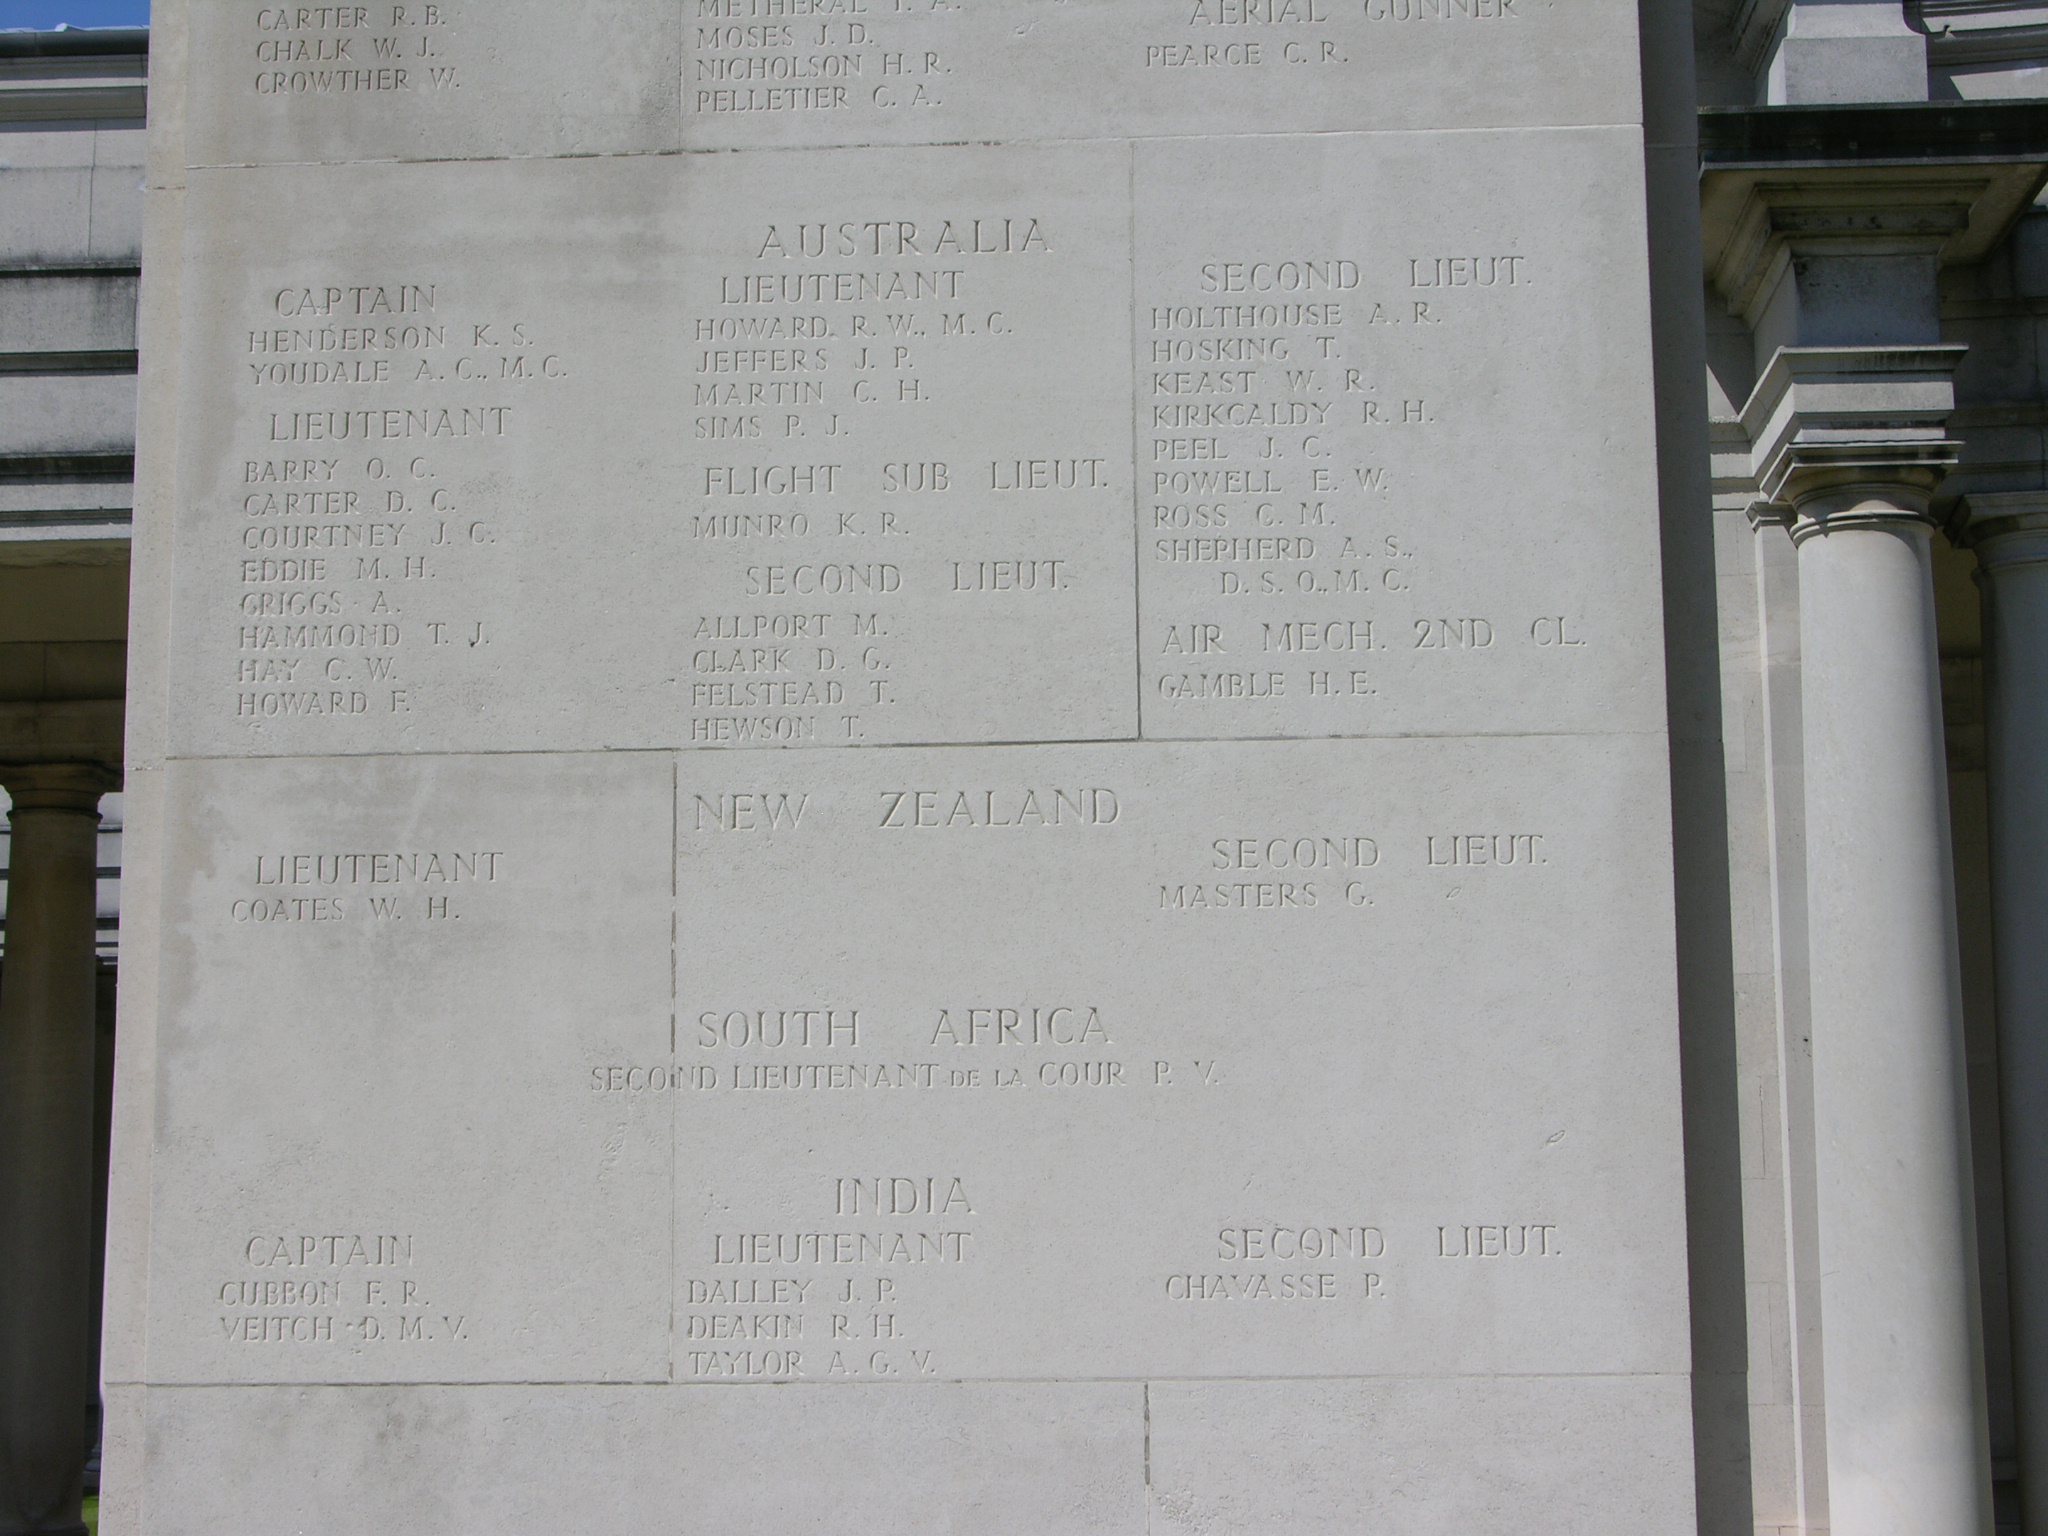 CARTER R.B.
CHALK W. J.
CROWTHER W.
METHERAL T. A.
MOSES J. D.
NICHOLSON H. R.
PELLETIER C. A.
AERIAL GUNNER
PEARCE C. R.
AUSTRALIA
CAPTAIN
HENDERSON K. S.
YOUDALE A. C., M. C.
LIEUTENANT
BARRY O. C.
CARTER D. C.
COURTNEY J. C.
EDDIE M. H.
GRIGGS A.
HAMMOND T. J.
HAY C. W.
HOWARD F.
LIEUTENANT
HOWARD R. W., M. C.
JEFFERS J. P.
MARTIN C. H.
SIMS P. J.
FLIGHT SUB LIEUT.
MUNRO K. R.
SECOND LIEUT.
ALLPORT M.
CLARK D. G.
FELSTEAD T.
HEWSON T.
SECOND LIEUT.
HOLTHOUSE A. R.
HOSKING T.
KEAST W. R.
KIRKCALDY R. H.
PEEL J. C.
POWELL E. W.
ROSS C. M.
SHEPHERD A. S.,
D. S. O., M. C.
AIR MECH. 2ND CL.
GAMBLE H. E.
NEW ZEALAND
LIEUTENANT
COATES W. H.
SECOND LIEUT.
MASTERS G.
SOUTH AFRICA
SECOND LIEUTENANT DE LA COUR P. V.
INDIA
CAPTAIN
CUBBON F. R.
VEITCH D. M. V.
LIEUTENANT
DALLEY J. P.
DEAKIN R. H.
TAYLOR A. G. V.
SECOND LIEUT.
CHAVASSE P.